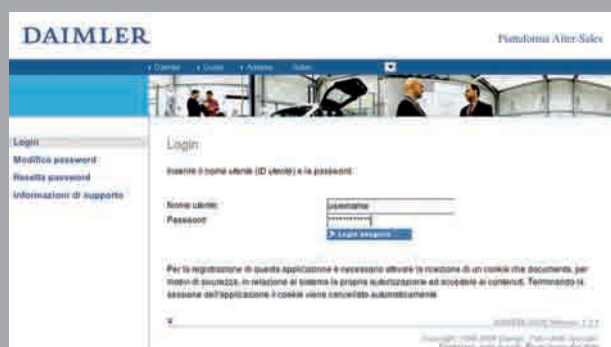 DAIMLER
Piattaforma After-Sales
Daimler
Guida
Login
Modifica password
Resetta password
Informazioni di supporto
Login
Inserire il nome utente (ID utente) e la password.
Nome utente:
username
Password:
***********
Login eseguito
Per la registrazione di questa applicazione è necessario attivare la ricezione di un cookie che documenta, per
motivi di sicurezza, in relazione al sistema la propria autorizzazione ad accedere ai contenuti. Terminando la
sessione dell'applicazione il cookie viene cancellato automaticamente.